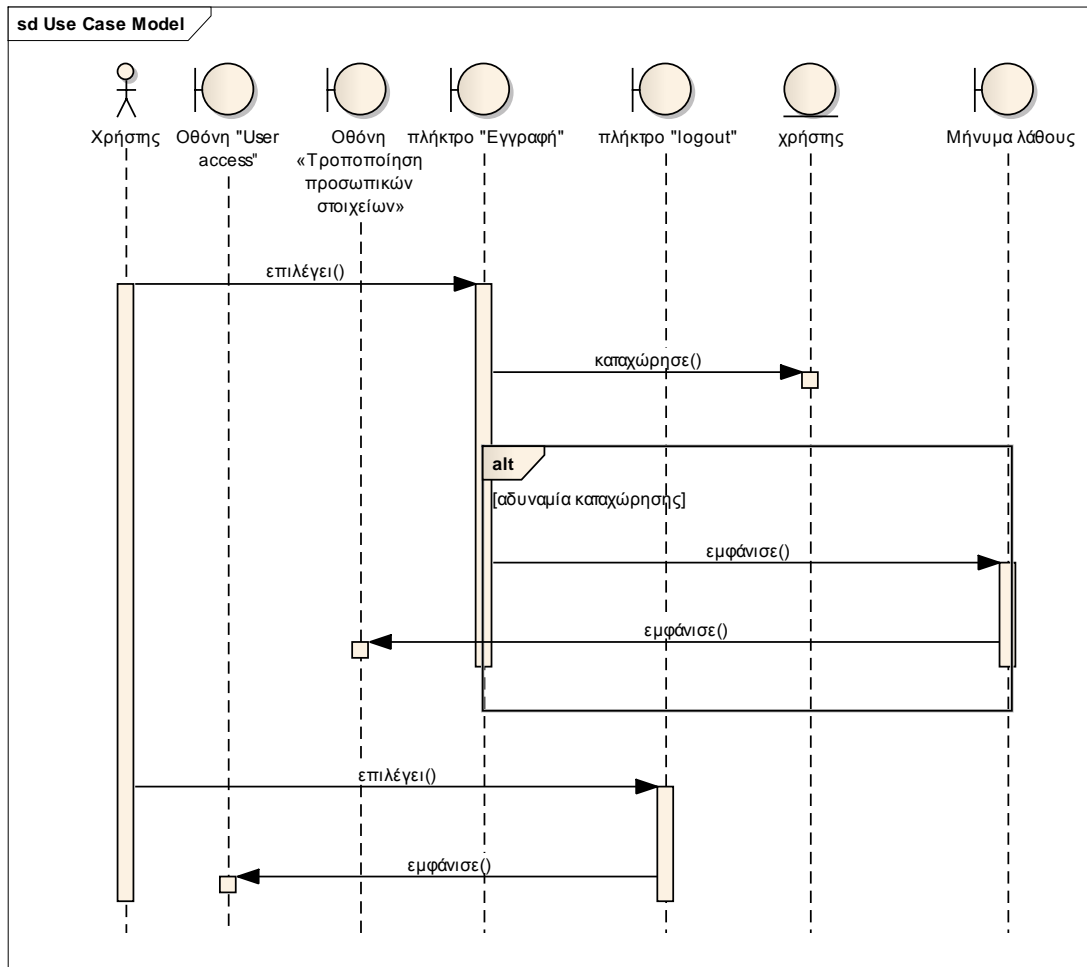 sd Use Case Model
Χρήστης
Οθόνη "User
access"
Οθόνη
«Τροποποίηση
προσωπικών
στοιχείων»
πλήκτρο "Εγγραφή"
πλήκτρο "logout"
χρήστης
Μήνυμα λάθους
επιλέγει()
καταχώρησε()
alt
[αδυναμία καταχώρησης]
εμφάνισε()
εμφάνισε()
επιλέγει()
εμφάνισε()